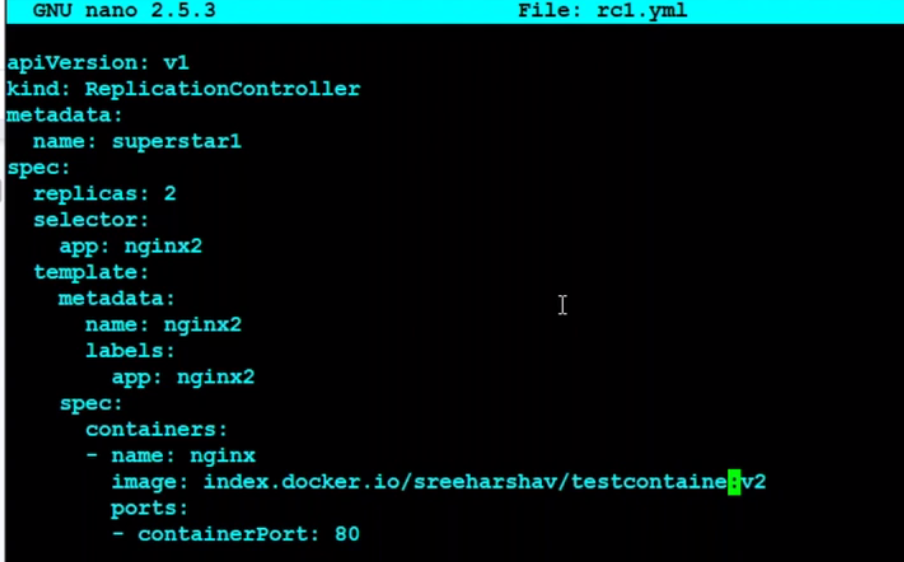 GNU nano 2.5.3 File: rc1.yml
apiVersion: v1
kind: ReplicationController
metadata:
  name: superstar1
spec:
  replicas: 2
  selector:
    app: nginx2
  template:
    metadata:
      name: nginx2
      labels:
        app: nginx2
    spec:
      containers:
      - name: nginx
        image: index.docker.io/sreeharshav/testcontaine:v2
        ports:
        - containerPort: 80